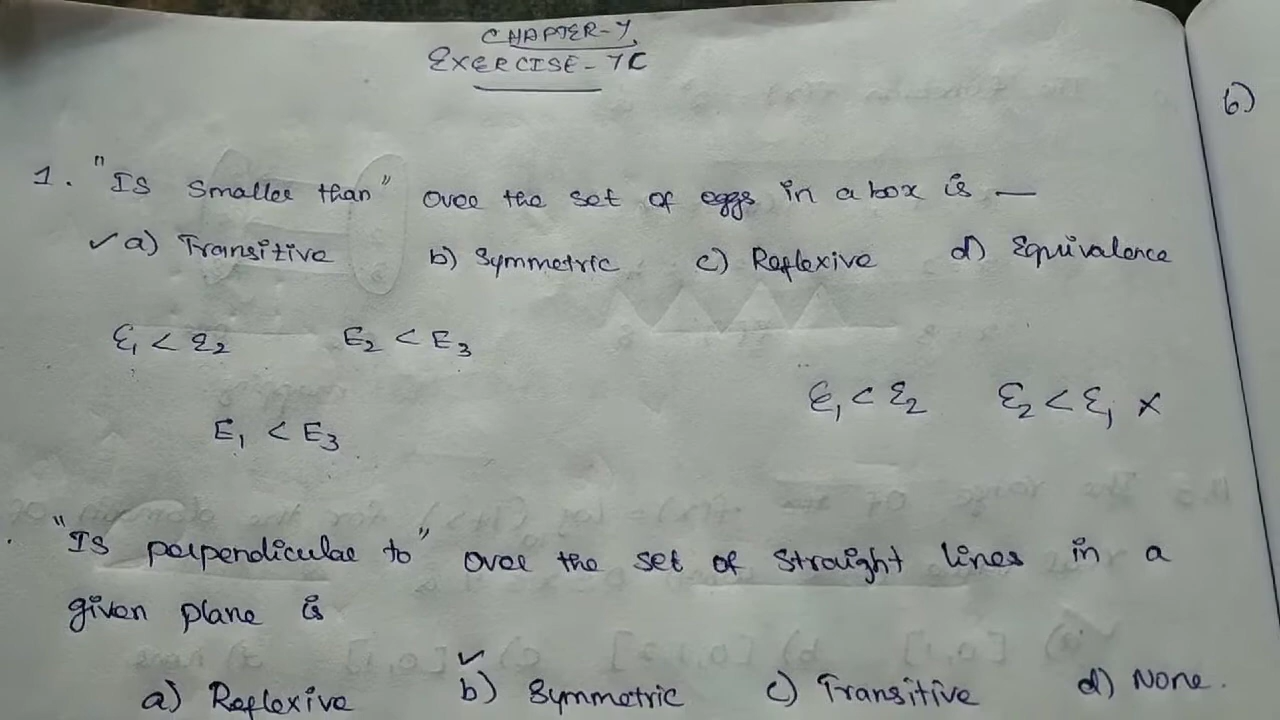 CHAPTER-7
EXERCISE-7C
6)
1. "Is smaller than" over the set of eggs in a box is —
✓ a) Transitive b) Symmetric c) Reflexive d) Equivalence
E₁ < E₂ E₂ < E₃
E₁ < E₂ E₂ < E₁ ×
E₁ < E₃
"Is perpendicular to" over the set of straight lines in a
given plane is
a) Reflexive ✓ b) Symmetric c) Transitive d) None.